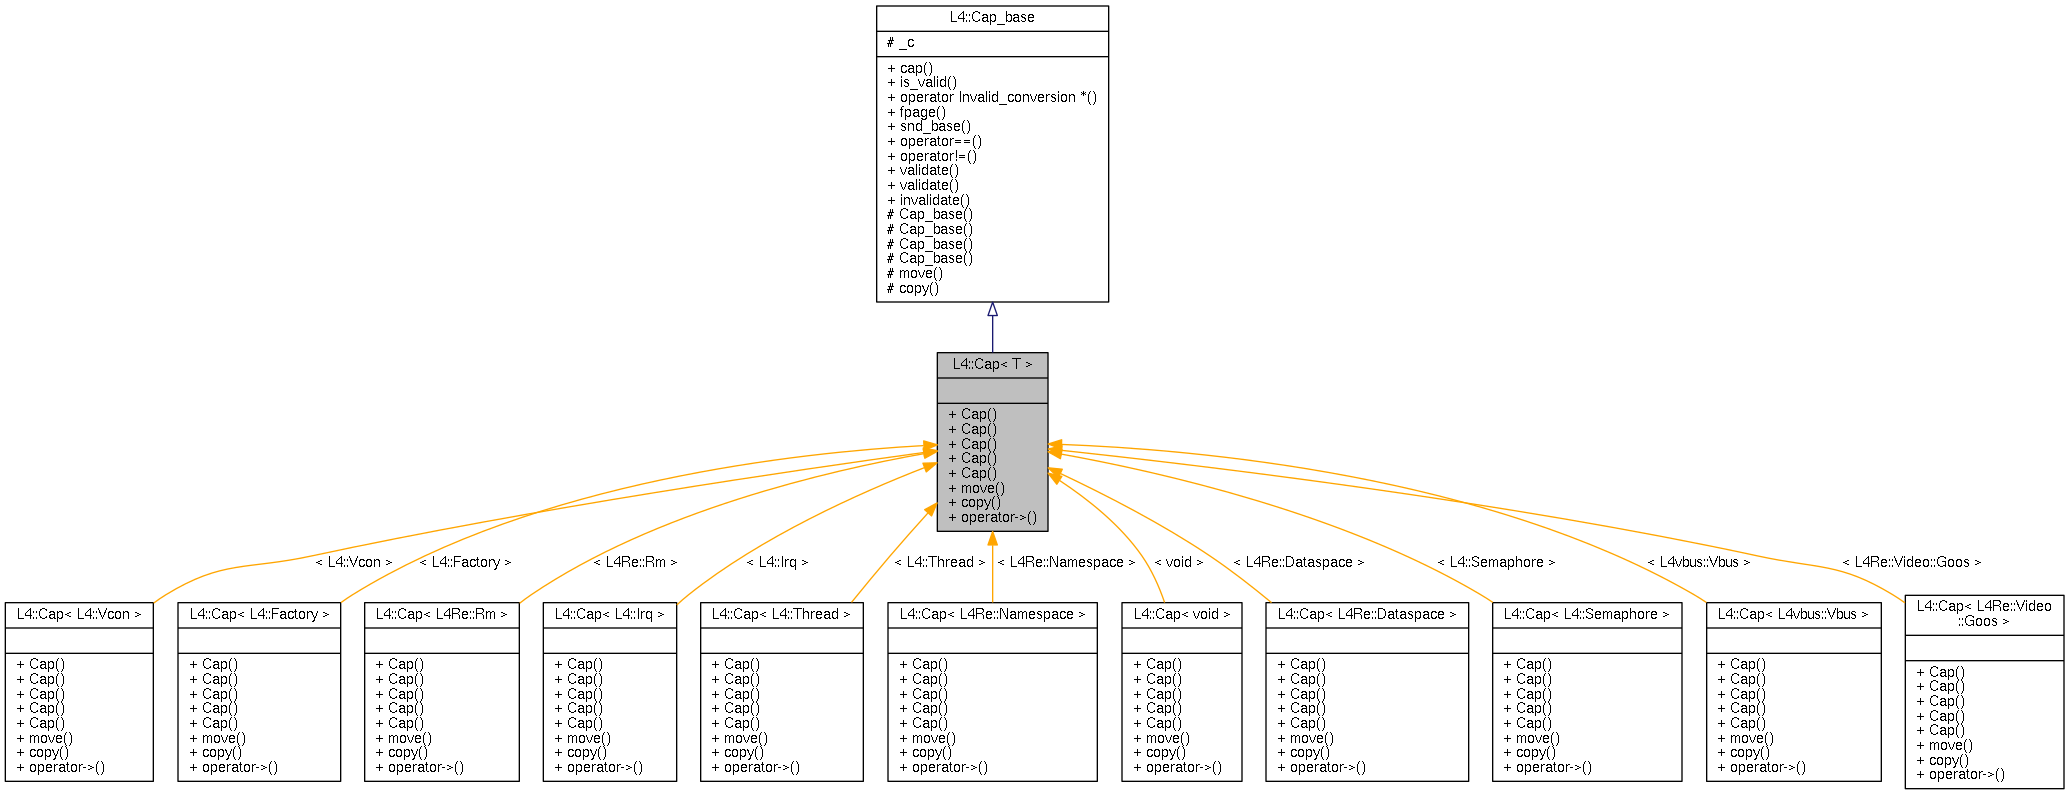 L4::Cap_base
# _c
+ cap()
+ is_valid()
+ operator Invalid_conversion *()
+ fpage()
+ snd_base()
+ operator==()
+ operator!=()
+ validate()
+ validate()
+ invalidate()
# Cap_base()
# Cap_base()
# Cap_base()
# Cap_base()
# move()
# copy()
L4::Cap< T >
+ Cap()
+ Cap()
+ Cap()
+ Cap()
+ Cap()
+ move()
+ copy()
+ operator->()
< L4::Vcon >
< L4::Factory >
< L4Re::Rm >
< L4::Irq >
< L4::Thread >
< L4Re::Namespace >
< void >
< L4Re::Dataspace >
< L4::Semaphore >
< L4vbus::Vbus >
< L4Re::Video::Goos >
L4::Cap< L4::Vcon >
+ Cap()
+ Cap()
+ Cap()
+ Cap()
+ Cap()
+ move()
+ copy()
+ operator->()
L4::Cap< L4::Factory >
+ Cap()
+ Cap()
+ Cap()
+ Cap()
+ Cap()
+ move()
+ copy()
+ operator->()
L4::Cap< L4Re::Rm >
+ Cap()
+ Cap()
+ Cap()
+ Cap()
+ Cap()
+ move()
+ copy()
+ operator->()
L4::Cap< L4::Irq >
+ Cap()
+ Cap()
+ Cap()
+ Cap()
+ Cap()
+ move()
+ copy()
+ operator->()
L4::Cap< L4::Thread >
+ Cap()
+ Cap()
+ Cap()
+ Cap()
+ Cap()
+ move()
+ copy()
+ operator->()
L4::Cap< L4Re::Namespace >
+ Cap()
+ Cap()
+ Cap()
+ Cap()
+ Cap()
+ move()
+ copy()
+ operator->()
L4::Cap< void >
+ Cap()
+ Cap()
+ Cap()
+ Cap()
+ Cap()
+ move()
+ copy()
+ operator->()
L4::Cap< L4Re::Dataspace >
+ Cap()
+ Cap()
+ Cap()
+ Cap()
+ Cap()
+ move()
+ copy()
+ operator->()
L4::Cap< L4::Semaphore >
+ Cap()
+ Cap()
+ Cap()
+ Cap()
+ Cap()
+ move()
+ copy()
+ operator->()
L4::Cap< L4vbus::Vbus >
+ Cap()
+ Cap()
+ Cap()
+ Cap()
+ Cap()
+ move()
+ copy()
+ operator->()
L4::Cap< L4Re::Video
::Goos >
+ Cap()
+ Cap()
+ Cap()
+ Cap()
+ Cap()
+ move()
+ copy()
+ operator->()